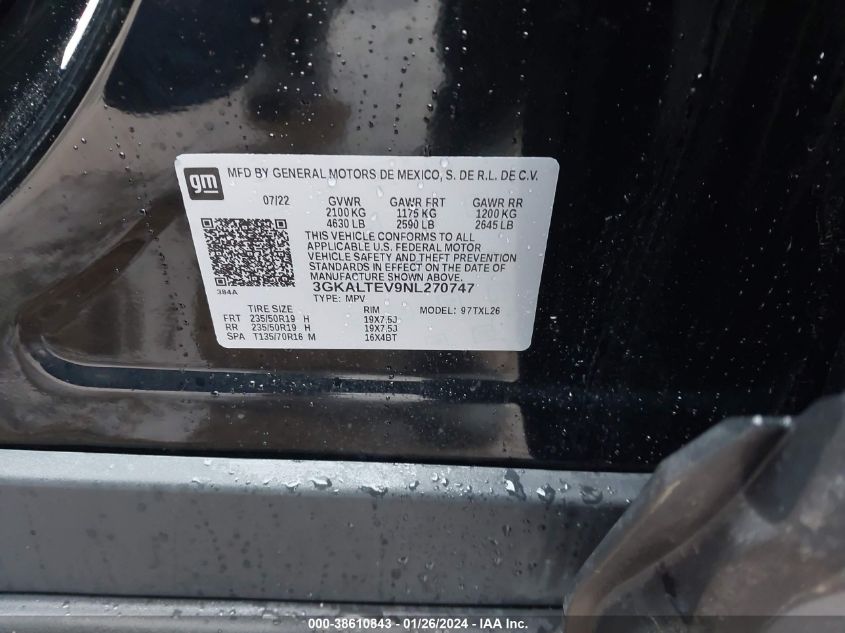 gm MFD BY GENERAL MOTORS DE MEXICO, S. DE R.L. DE C.V.
07/22 GVWR GAWR FRT GAWR RR
2100 KG 1175 KG 1200 KG
4630 LB 2590 LB 2645 LB
THIS VEHICLE CONFORMS TO ALL
APPLICABLE U.S. FEDERAL MOTOR
VEHICLE SAFETY AND THEFT PREVENTION
STANDARDS IN EFFECT ON THE DATE OF
MANUFACTURE SHOWN ABOVE.
384A 3GKALTEV9NL270747
TYPE: MPV
TIRE SIZE RIM MODEL: 97TXL26
FRT 235/50R19 H 19X7.5J
RR 235/50R19 H 19X7.5J
SPA T135/70R16 M 16X4BT
000-38610843 - 01/26/2024 - IAA Inc.